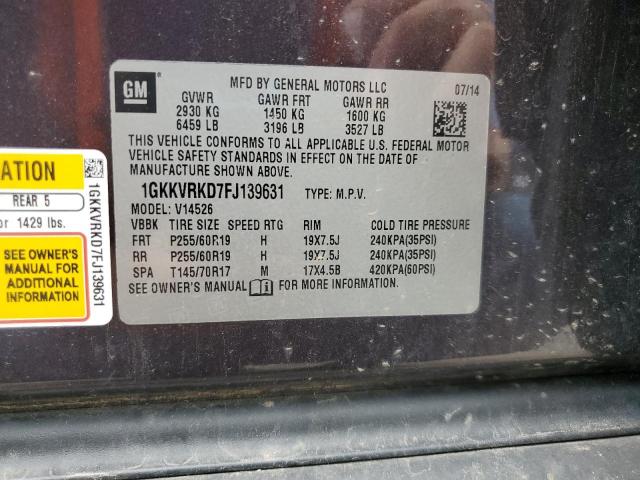 GM
MFD BY GENERAL MOTORS LLC 07/14
GVWR GAWR FRT GAWR RR
2930 KG 1450 KG 1600 KG
6459 LB 3196 LB 3527 LB
THIS VEHICLE CONFORMS TO ALL APPLICABLE U.S. FEDERAL MOTOR
VEHICLE SAFETY STANDARDS IN EFFECT ON THE DATE OF
MANUFACTURE SHOWN ABOVE.
1GKKVRKD7FJ139631 TYPE: M.P.V.
MODEL: V14526
VBBK TIRE SIZE SPEED RTG RIM COLD TIRE PRESSURE
FRT P255/60R19 H 19X7.5J 240KPA(35PSI)
RR P255/60R19 H 19X7.5J 240KPA(35PSI)
SPA T145/70R17 M 17X4.5B 420KPA(60PSI)
SEE OWNER'S MANUAL FOR MORE INFORMATION.
ATION
REAR 5
or 1429 lbs.
SEE OWNER'S
MANUAL FOR
ADDITIONAL
INFORMATION
1GKKVRKD7FJ139631